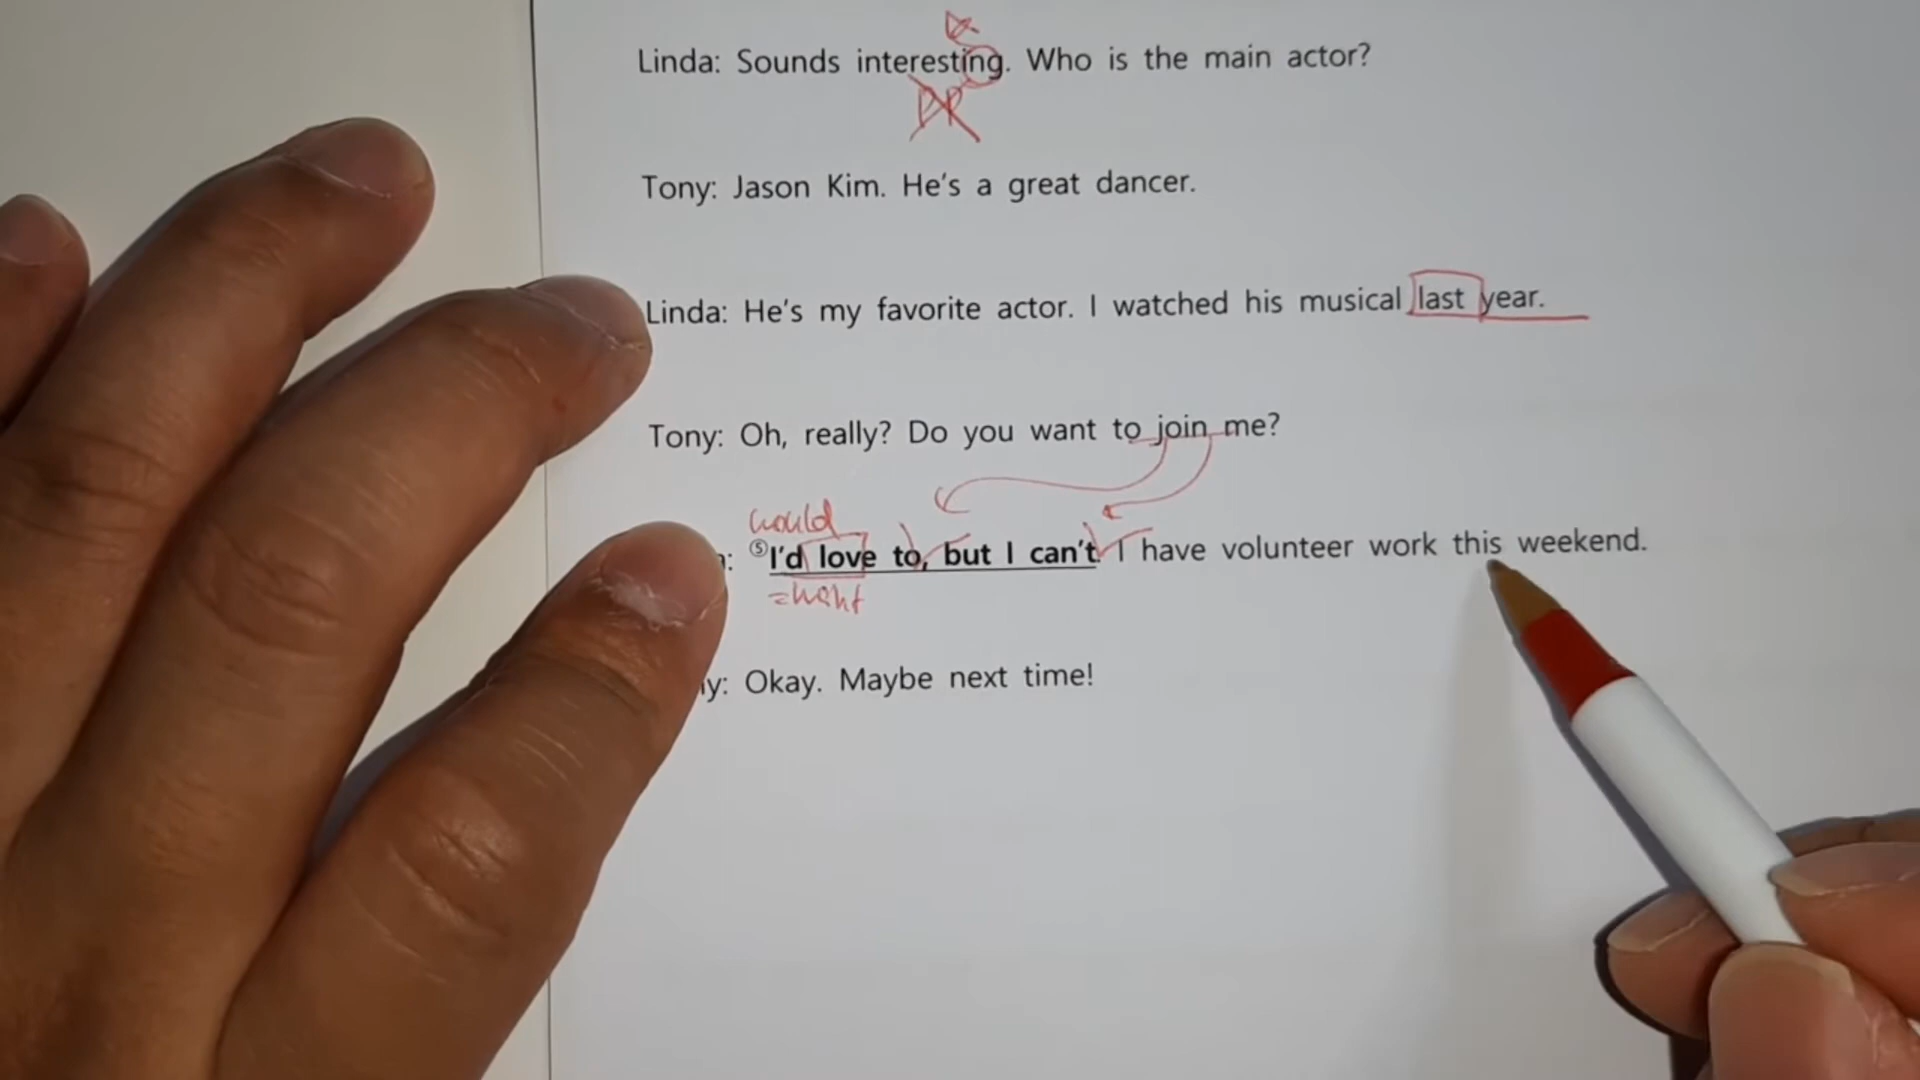 Linda: Sounds interesting. Who is the main actor?
Tony: Jason Kim. He's a great dancer.
Linda: He's my favorite actor. I watched his musical last year.
Tony: Oh, really? Do you want to join me?
would
: ⑤I'd love to, but I can't. I have volunteer work this weekend.
=want
y: Okay. Maybe next time!